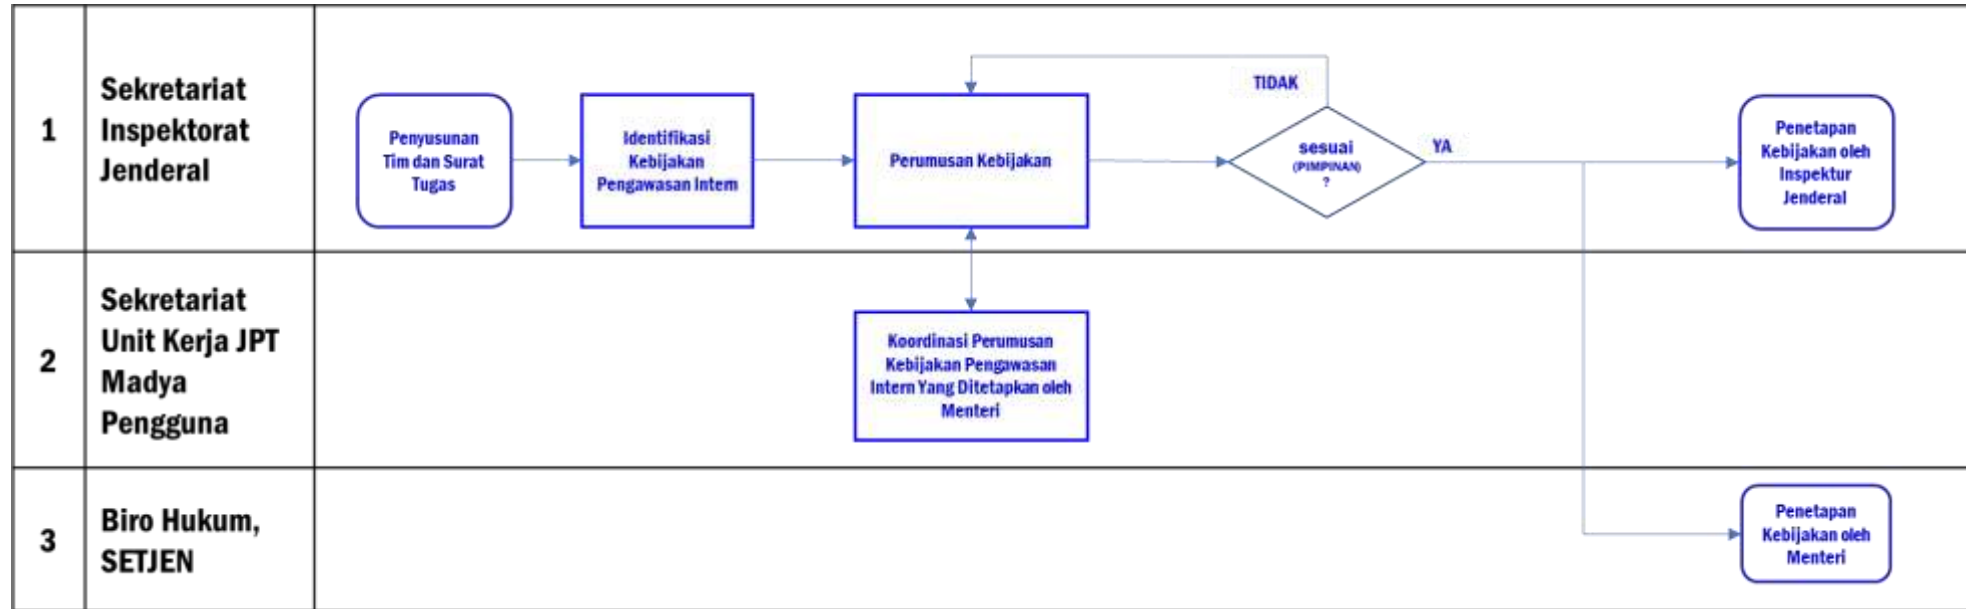 1
Sekretariat
Inspektorat
Jenderal
Penyusunan
Tim dan Surat
Tugas
Identifikasi
Kebijakan
Pengawasan Intern
Perumusan Kebijakan
TIDAK
sesuai
(PIMPINAN)
?
YA
Penetapan
Kebijakan oleh
Inspektur
Jenderal
2
Sekretariat
Unit Kerja JPT
Madya
Pengguna
Koordinasi Perumusan
Kebijakan Pengawasan
Intern Yang Ditetapkan oleh
Menteri
3
Biro Hukum,
SETJEN
Penetapan
Kebijakan oleh
Menteri